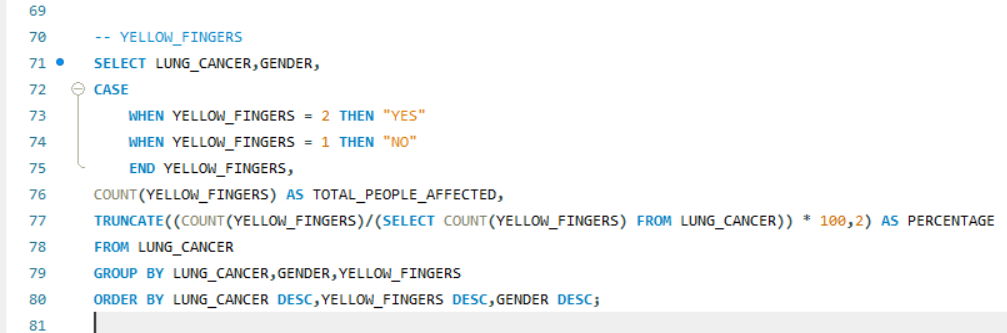 69
70 -- YELLOW_FINGERS
71 SELECT LUNG_CANCER,GENDER,
72 CASE
73 WHEN YELLOW_FINGERS = 2 THEN "YES"
74 WHEN YELLOW_FINGERS = 1 THEN "NO"
75 END YELLOW_FINGERS,
76 COUNT(YELLOW_FINGERS) AS TOTAL_PEOPLE_AFFECTED,
77 TRUNCATE((COUNT(YELLOW_FINGERS)/(SELECT COUNT(YELLOW_FINGERS) FROM LUNG_CANCER)) * 100,2) AS PERCENTAGE
78 FROM LUNG_CANCER
79 GROUP BY LUNG_CANCER,GENDER,YELLOW_FINGERS
80 ORDER BY LUNG_CANCER DESC,YELLOW_FINGERS DESC,GENDER DESC;
81